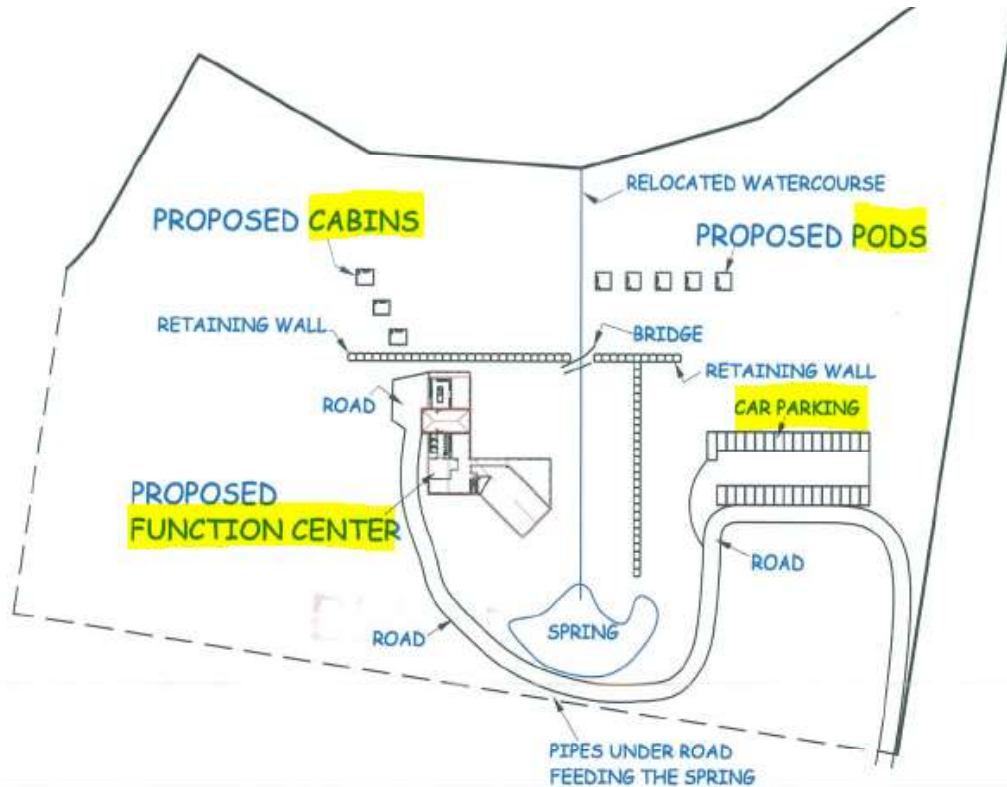 RELOCATED WATERCOURSE
PROPOSED CABINS
PROPOSED PODS
RETAINING WALL
BRIDGE
RETAINING WALL
ROAD
CAR PARKING
PROPOSED
FUNCTION CENTER
ROAD
ROAD
SPRING
PIPES UNDER ROAD
FEEDING THE SPRING